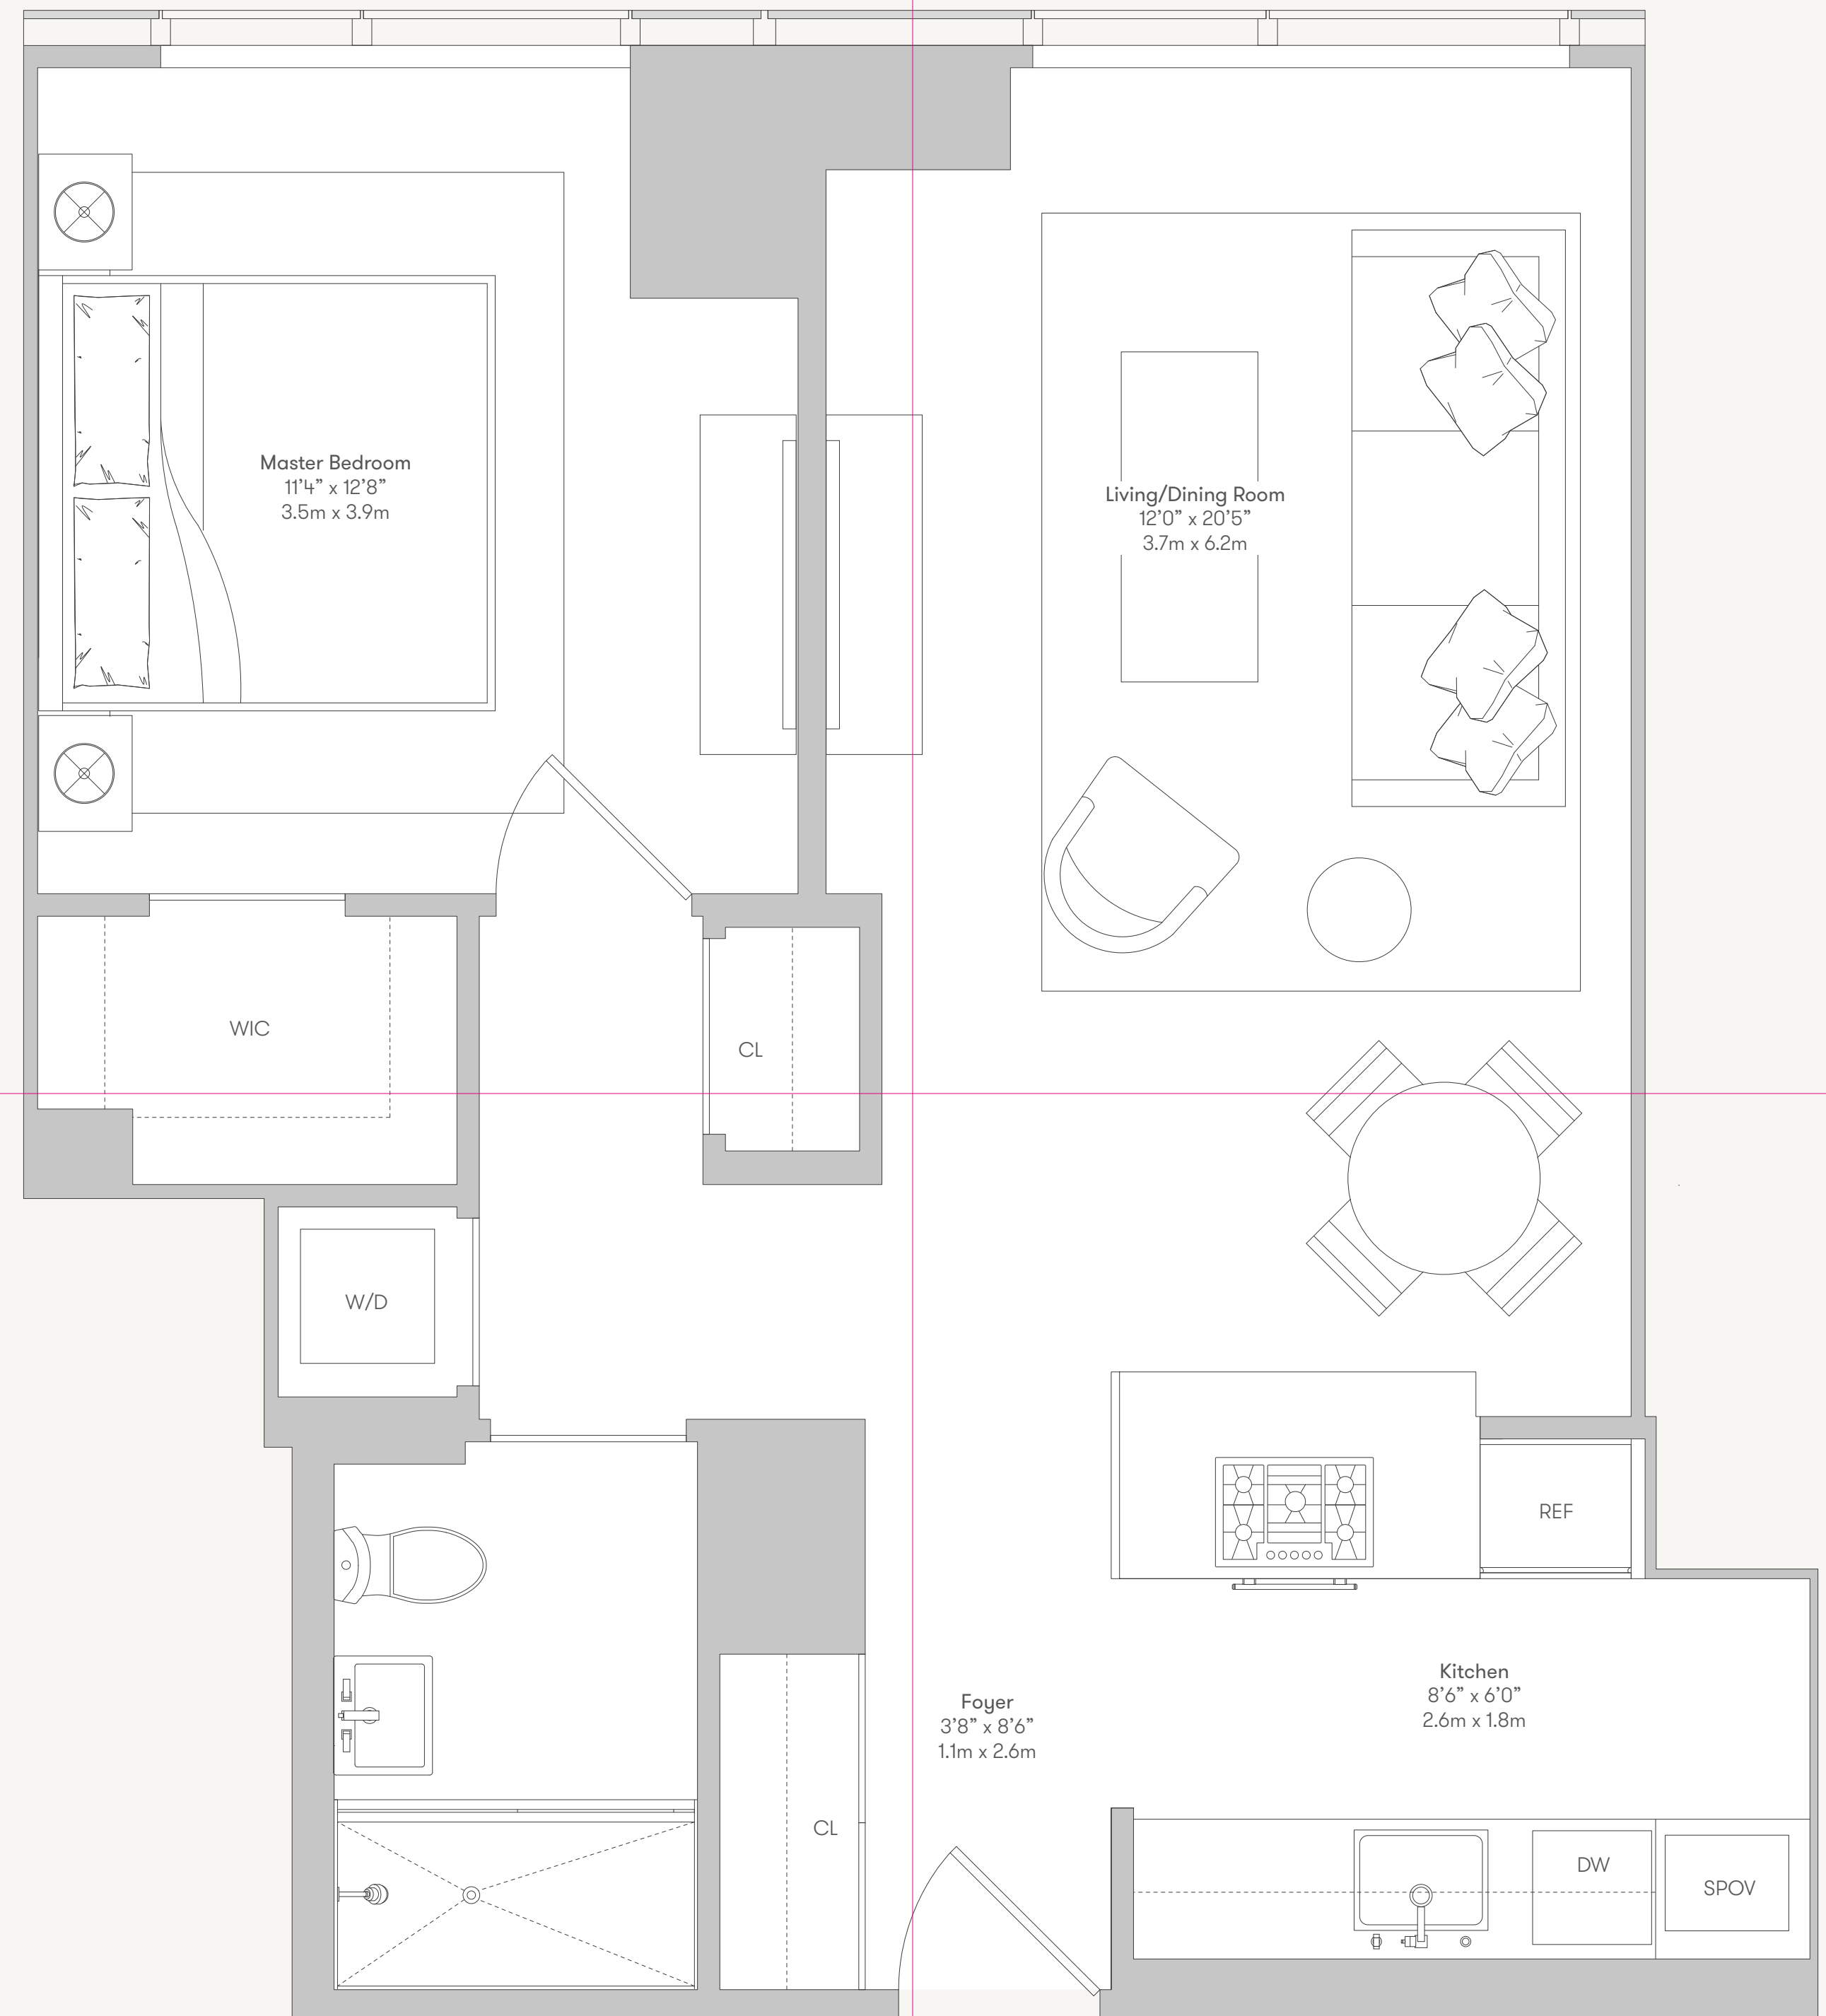 Master Bedroom
11’4” x 12’8”
3.5m x 3.9m
Living/Dining Room
12’0” x 20’5”
3.7m x 6.2m
WIC
CL
W/D
REF
Kitchen
8’6” x 6’0”
2.6m x 1.8m
Foyer
3’8” x 8’6”
1.1m x 2.6m
CL
DW
SPOV